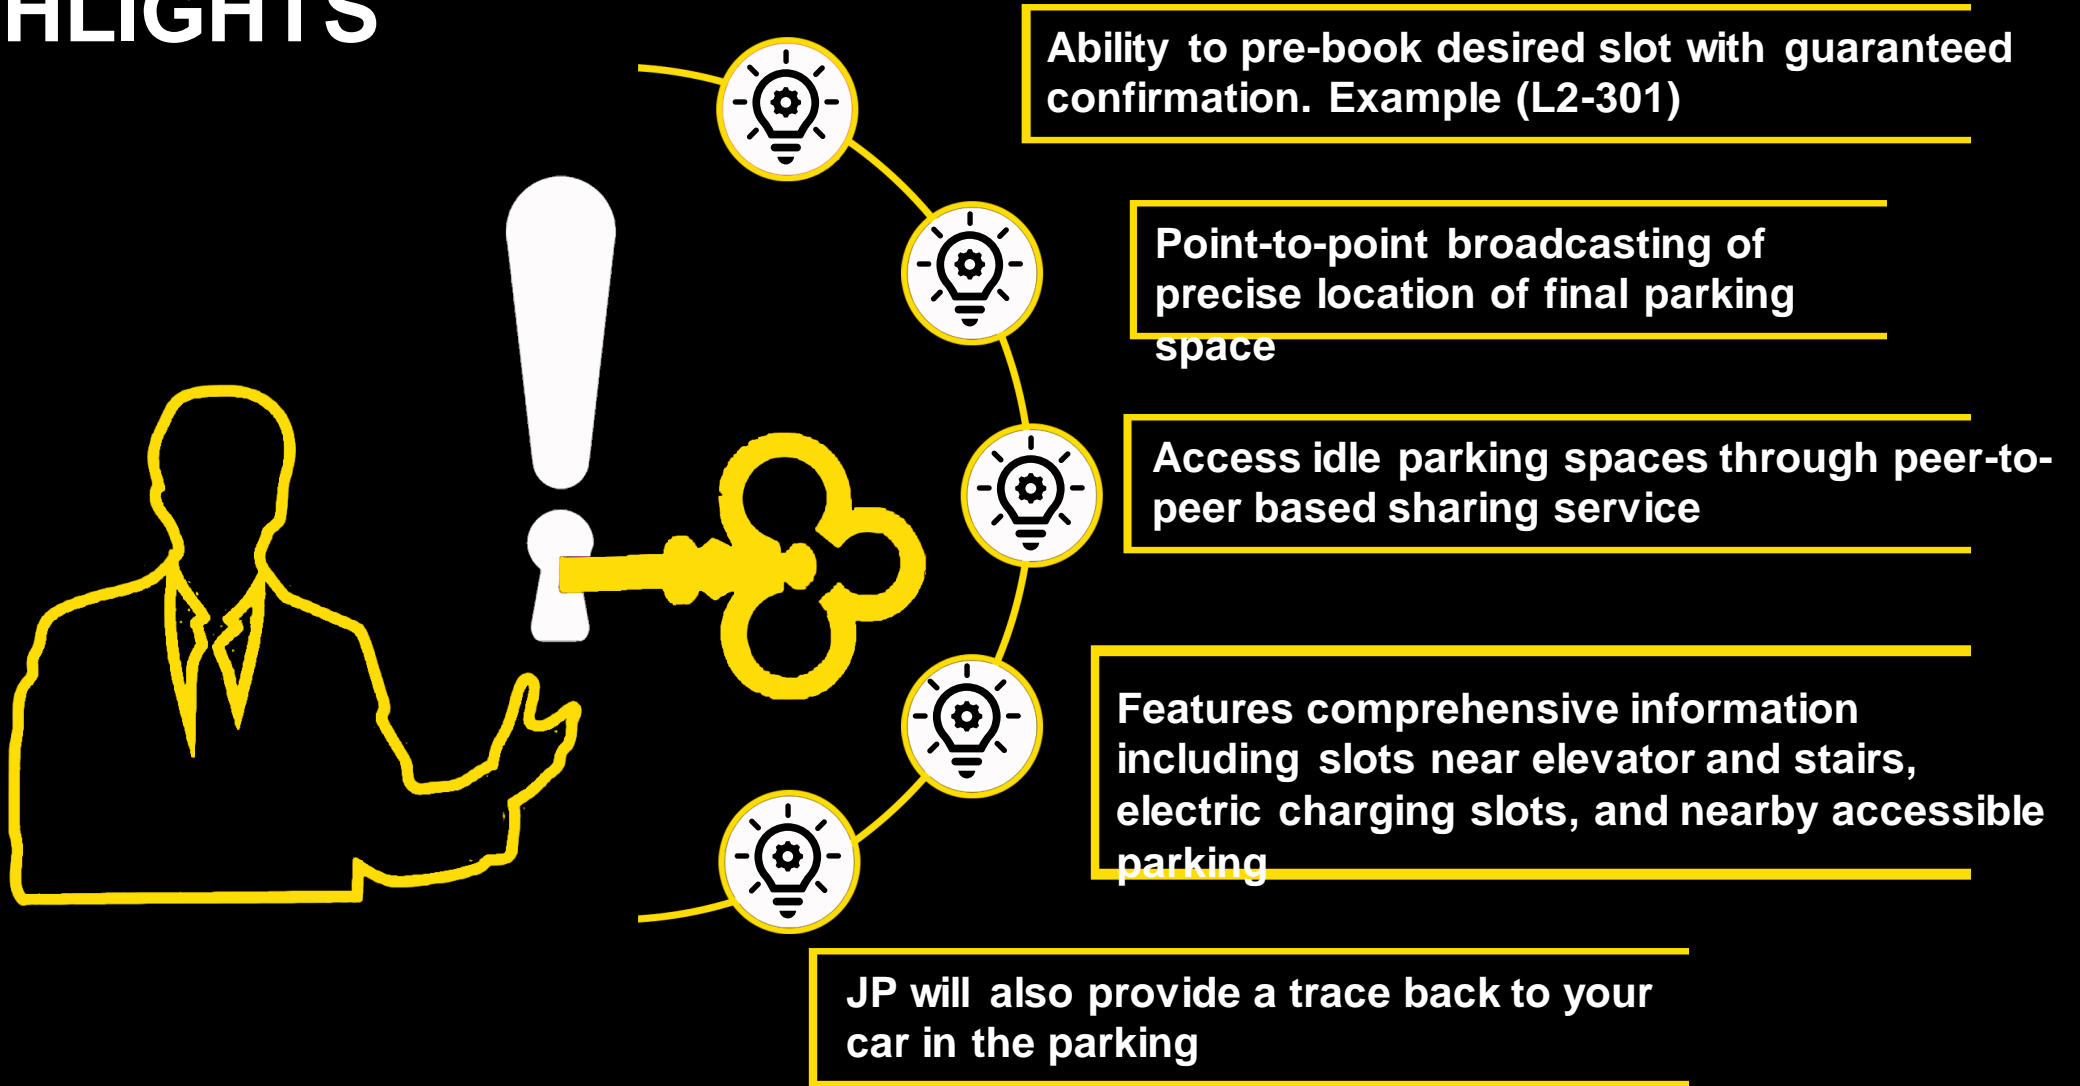 HLIGHTS
Ability to pre-book desired slot with guaranteed
confirmation. Example (L2-301)
Point-to-point broadcasting of
precise location of final parking
space
Access idle parking spaces through peer-to-
peer based sharing service
Features comprehensive information
including slots near elevator and stairs,
electric charging slots, and nearby accessible
parking
JP will also provide a trace back to your
car in the parking